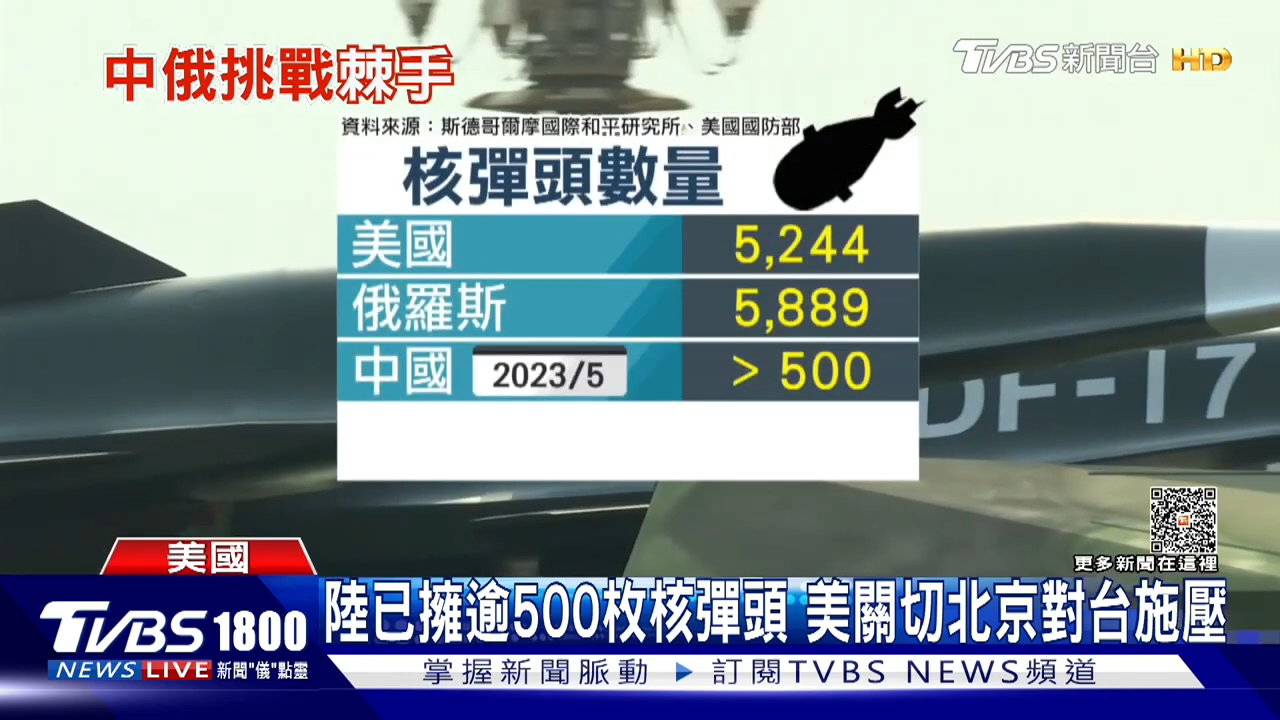 中俄挑戰棘手
TVBS新聞台 HD
資料來源：斯德哥爾摩國際和平研究所、美國國防部
核彈頭數量
美國 5,244
俄羅斯 5,889
中國 2023/5 > 500
DF-17
更多新聞在這裡
美國
陸已擁逾500枚核彈頭 美關切北京對台施壓
TVBS 1800
NEWS LIVE 新聞"儀"點靈
掌握新聞脈動 ▶ 訂閱TVBS NEWS頻道